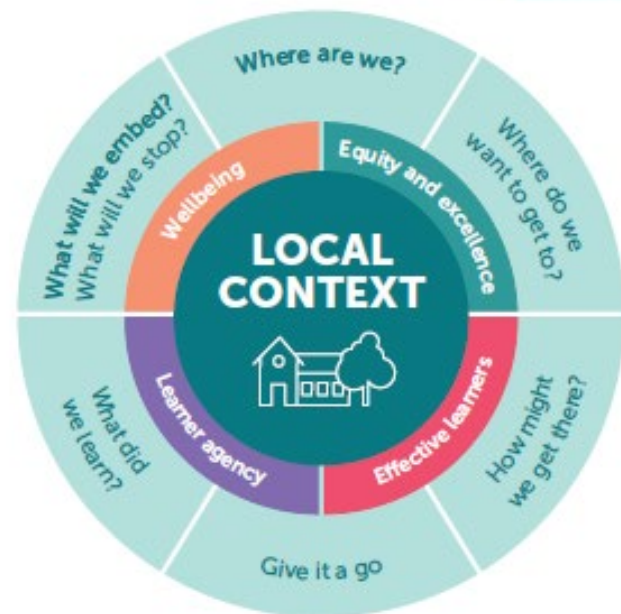 Where are we?
Where do we
want to get to?
How might
we get there?
Give it a go
What did
we learn?
What will we embed?
What will we stop?
Wellbeing
Equity and excellence
Effective learners
Learner agency
LOCAL
CONTEXT